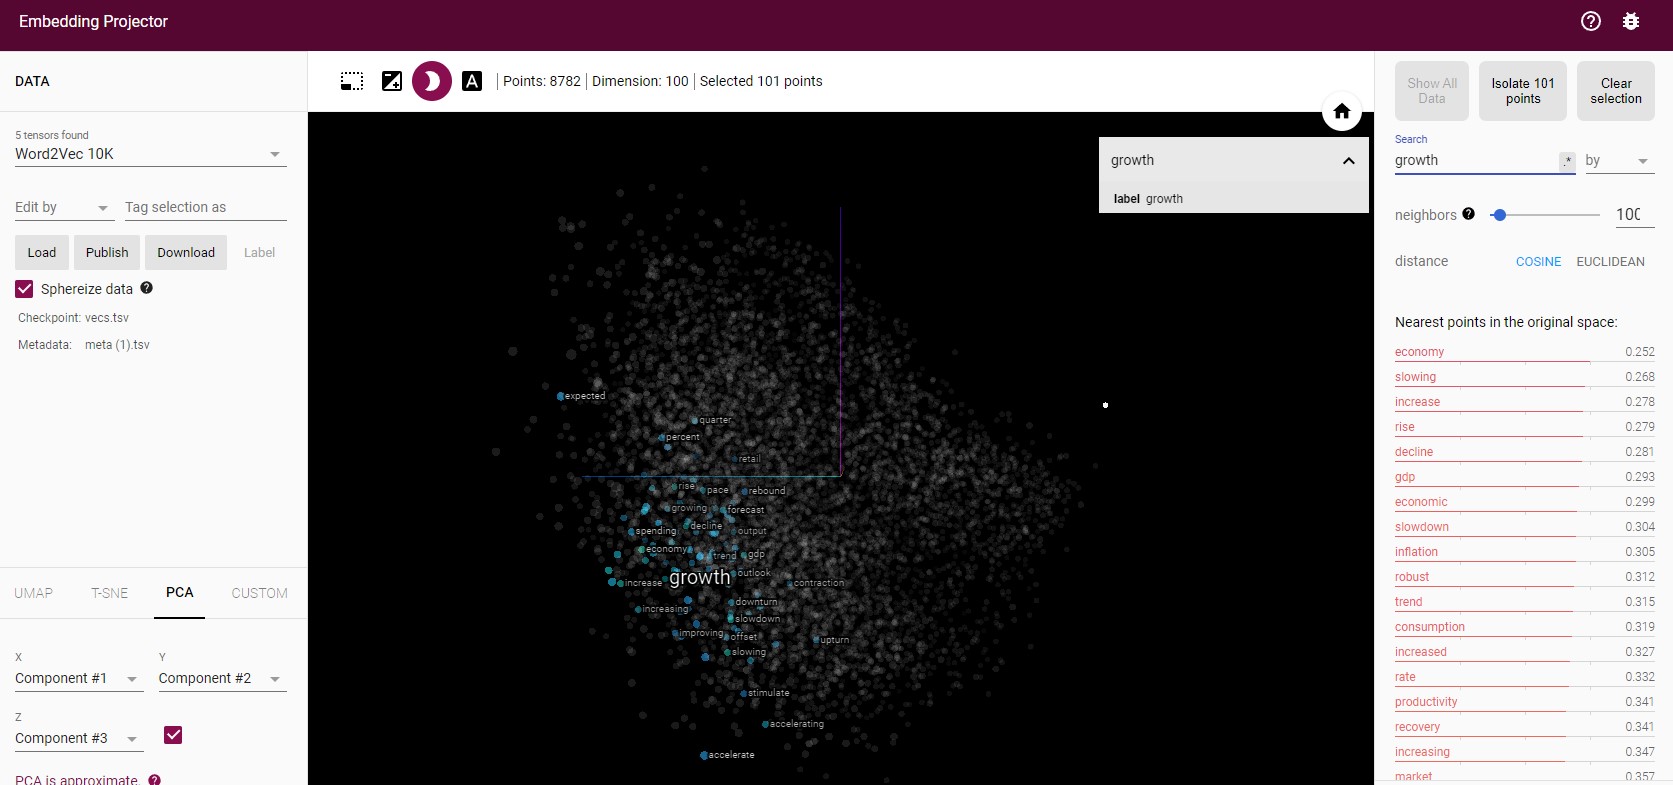 Embedding Projector
DATA
Points: 8782 | Dimension: 100 | Selected 101 points
5 tensors found
Word2Vec 10K
Edit by
Tag selection as
Load
Publish
Download
Label
Sphereize data
Checkpoint: vecs.tsv
Metadata: meta (1).tsv
UMAP
T-SNE
PCA
CUSTOM
X
Component #1
Y
Component #2
Z
Component #3
PCA is approximate.
growth
label growth
expected
quarter
percent
retail
rise
pace
rebound
growing
forecast
decline
spending
output
economy
trend
gdp
outlook
growth
increase
contraction
downturn
increasing
slowdown
improving
offset
upturn
slowing
stimulate
accelerating
accelerate
Show All
Data
Isolate 101
points
Clear
selection
Search
growth
.*
by
neighbors
100
distance
COSINE
EUCLIDEAN
Nearest points in the original space:
economy 0.252
slowing 0.268
increase 0.278
rise 0.279
decline 0.281
gdp 0.293
economic 0.299
slowdown 0.304
inflation 0.305
robust 0.312
trend 0.315
consumption 0.319
increased 0.327
rate 0.332
productivity 0.341
recovery 0.341
increasing 0.347
market 0.357